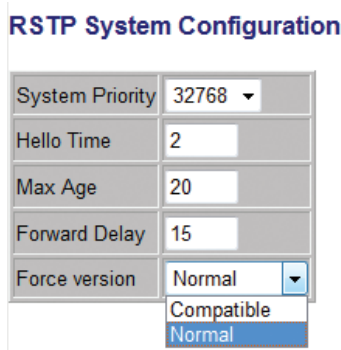 RSTP System Configuration
System Priority 32768
Hello Time 2
Max Age 20
Forward Delay 15
Force version Normal
Compatible
Normal